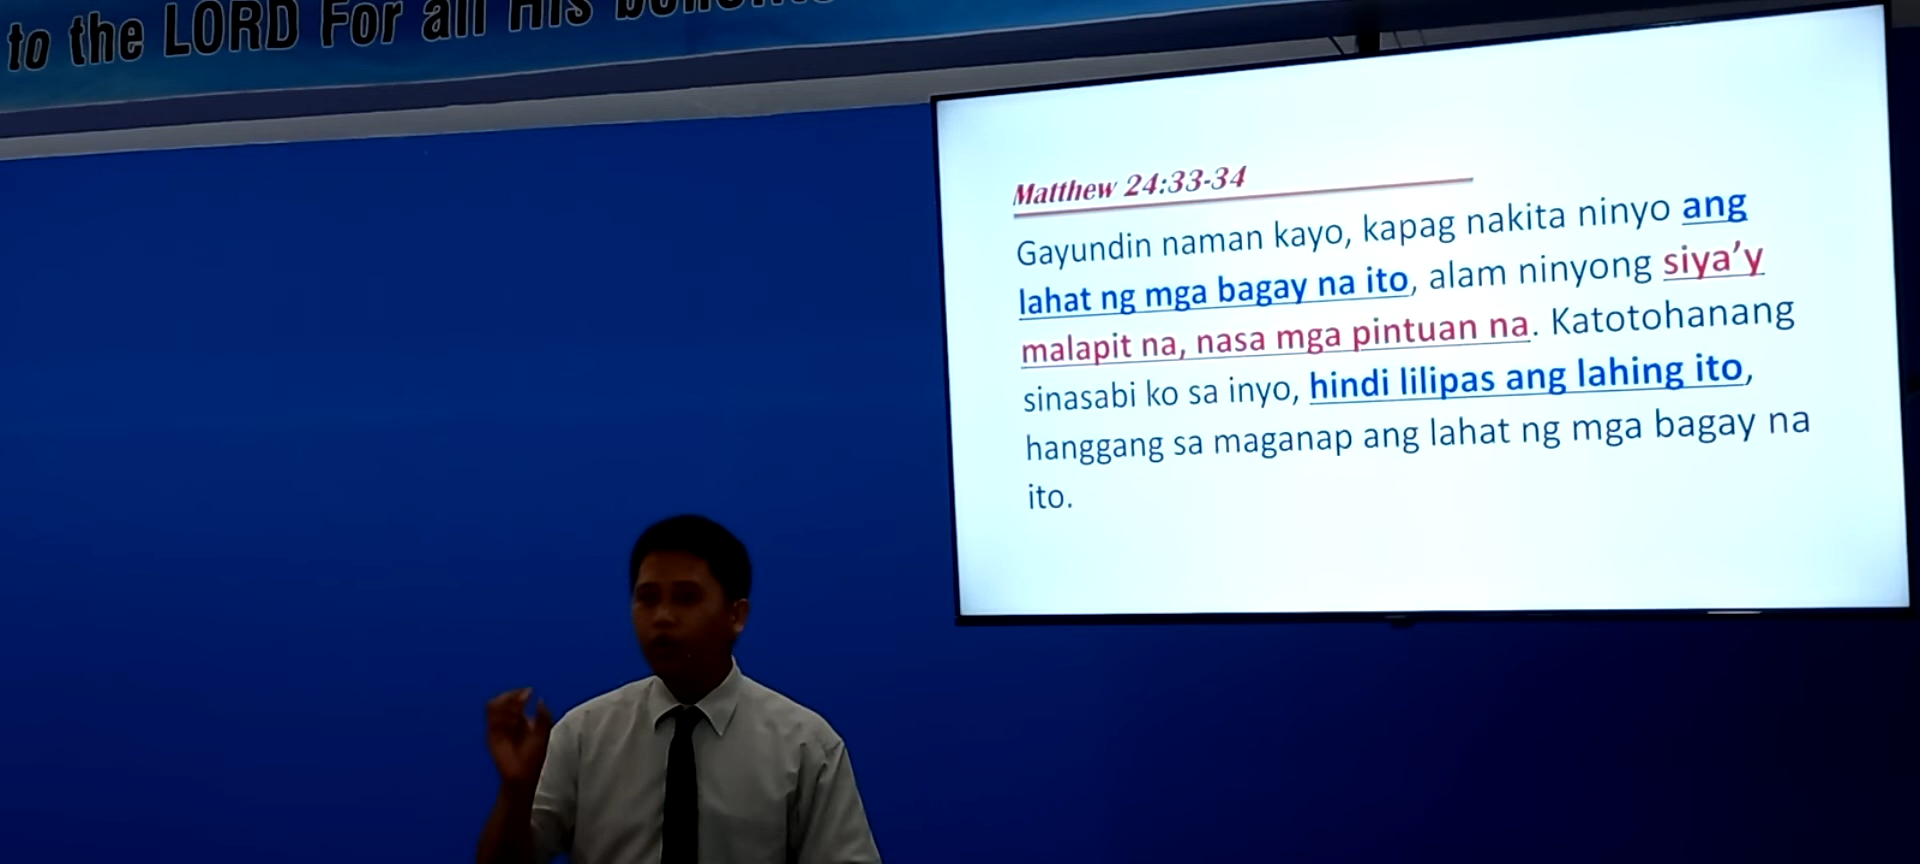 to the LORD For all His
Matthew 24:33-34
Gayundin naman kayo, kapag nakita ninyo ang
lahat ng mga bagay na ito, alam ninyong siya’y
malapit na, nasa mga pintuan na. Katotohanang
sinasabi ko sa inyo, hindi lilipas ang lahing ito,
hanggang sa maganap ang lahat ng mga bagay na
ito.